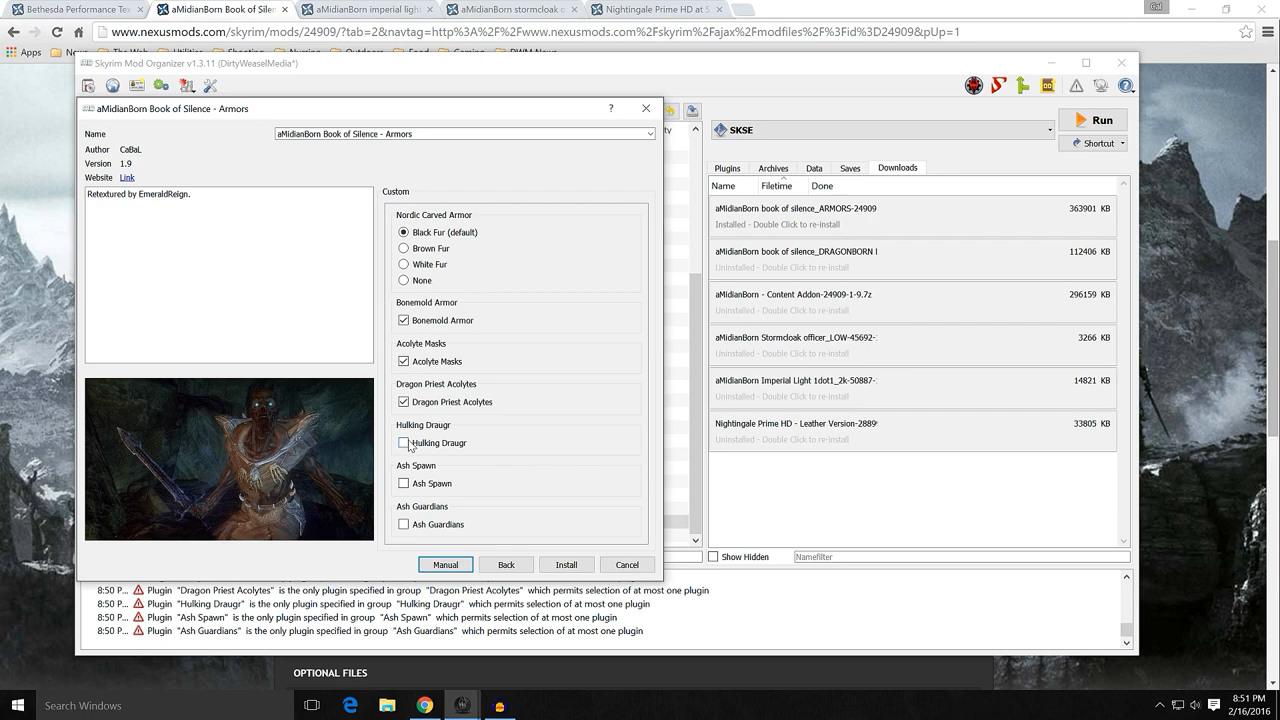 Bethesda Performance Te
aMidianBorn Book of Silen
aMidianBorn imperial light
aMidianBorn stormcloak o
Nightingale Prime HD at S
www.nexusmods.com/skyrim/mods/24909/?tab=2&navtag=http%3A%2F%2Fwww.nexusmods.com%2Fskyrim%2Fajax%2Fmodfiles%2F%3Fid%3D24909&pUp=1
Apps
Skyrim Mod Organizer v1.3.11 (DirtyWeaselMedia*)
aMidianBorn Book of Silence - Armors
Name
aMidianBorn Book of Silence - Armors
Author
CaBaL
Version
1.9
Website
Link
Retextured by EmeraldReign.
Custom
Nordic Carved Armor
Black Fur (default)
Brown Fur
White Fur
None
Bonemold Armor
Bonemold Armor
Acolyte Masks
Acolyte Masks
Dragon Priest Acolytes
Dragon Priest Acolytes
Hulking Draugr
Hulking Draugr
Ash Spawn
Ash Spawn
Ash Guardians
Ash Guardians
Manual
Back
Install
Cancel
SKSE
Run
Shortcut
Plugins
Archives
Data
Saves
Downloads
Name
Filetime
Done
aMidianBorn book of silence_ARMORS-24909
363901 KB
Installed - Double Click to re-install
aMidianBorn book of silence_DRAGONBORN
112406 KB
Uninstalled - Double Click to re-install
aMidianBorn - Content Addon-24909-1-9.7z
296159 KB
Uninstalled - Double Click to re-install
aMidianBorn Stormcloak officer_LOW-45692-
3266 KB
Uninstalled - Double Click to re-install
aMidianBorn Imperial Light 1dot1_2k-50887-
14821 KB
Uninstalled - Double Click to re-install
Nightingale Prime HD - Leather Version-2889
33805 KB
Uninstalled - Double Click to re-install
Show Hidden
Namefilter
8:50 P... Plugin "Dragon Priest Acolytes" is the only plugin specified in group "Dragon Priest Acolytes" which permits selection of at most one plugin
8:50 P... Plugin "Hulking Draugr" is the only plugin specified in group "Hulking Draugr" which permits selection of at most one plugin
8:50 P... Plugin "Ash Spawn" is the only plugin specified in group "Ash Spawn" which permits selection of at most one plugin
8:50 P... Plugin "Ash Guardians" is the only plugin specified in group "Ash Guardians" which permits selection of at most one plugin
OPTIONAL FILES
Search Windows
8:51 PM
2/16/2016